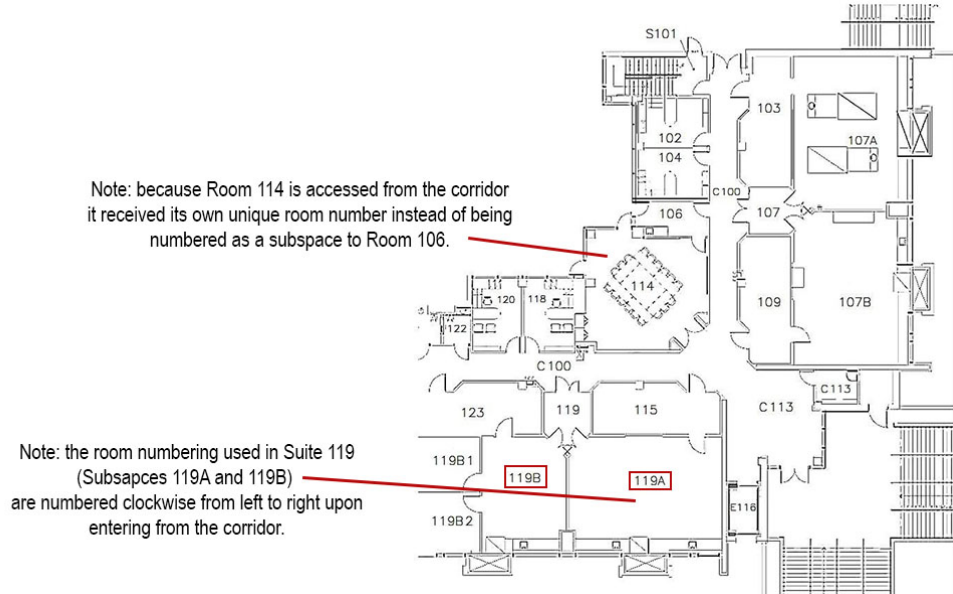 S101
103
102
107A
104
C100
Note: because Room 114 is accessed from the corridor
it received its own unique room number instead of being
numbered as a subspace to Room 106.
106
107
114
109
107B
120
118
122
C100
C113
C113
123
119
115
Note: the room numbering used in Suite 119
(Subsapces 119A and 119B)
are numbered clockwise from left to right upon
entering from the corridor.
119B1
119B
119A
119B2
E116